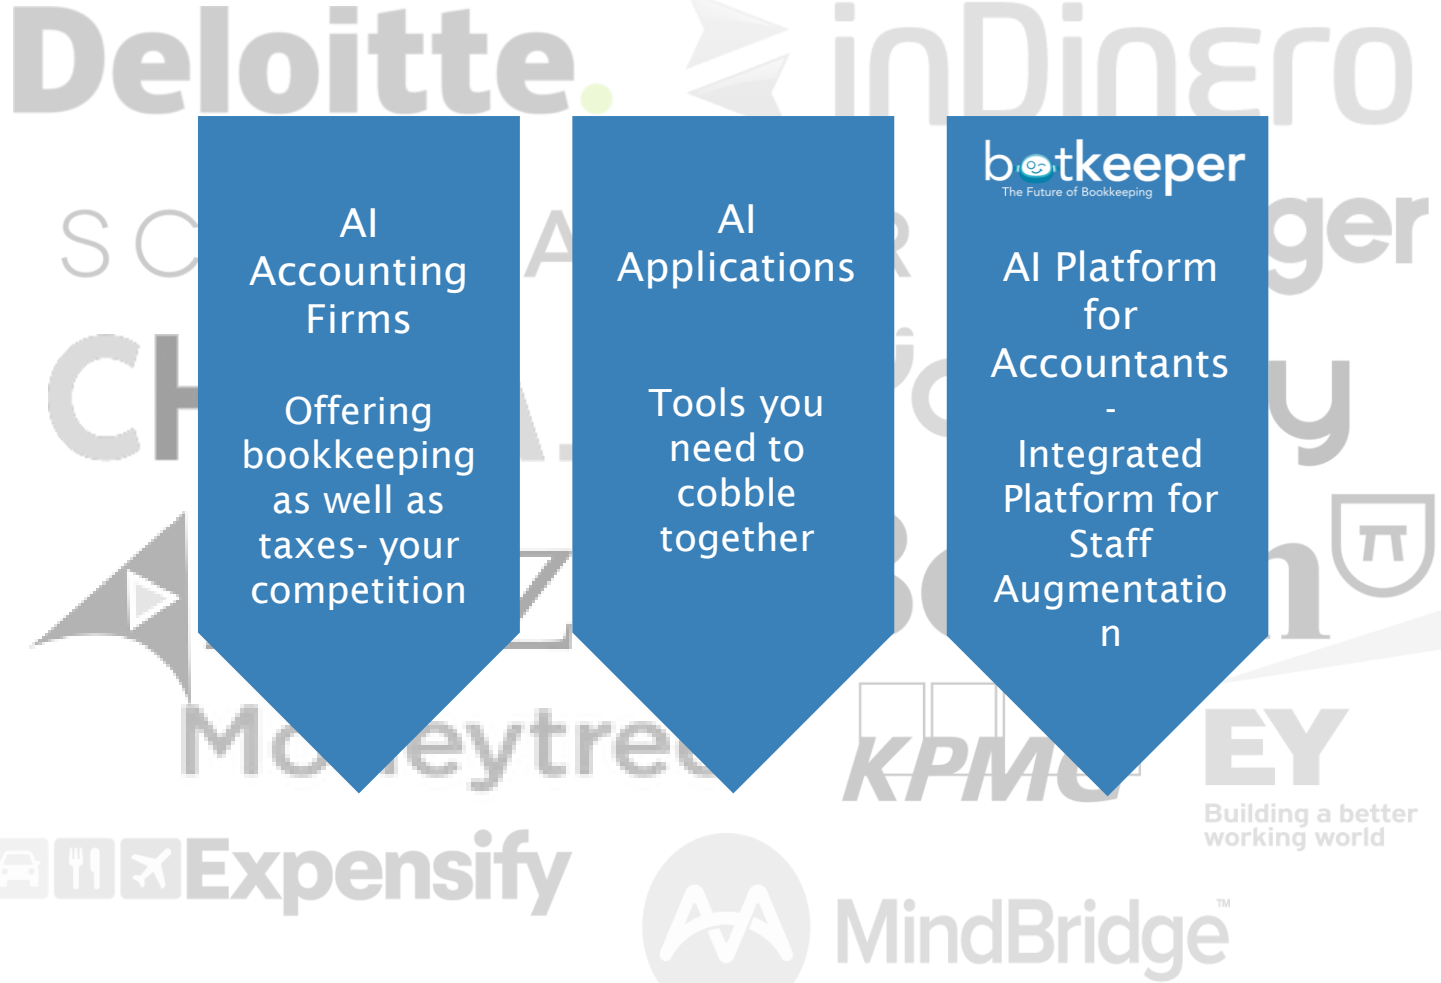 Deloitte.
inDinero
AI
Accounting
Firms
Offering
bookkeeping
as well as
taxes- your
competition
AI
Applications
Tools you
need to
cobble
together
botkeeper
The Future of Bookkeeping
AI Platform
for
Accountants
-
Integrated
Platform for
Staff
Augmentatio
n
Moneytree
KPMG
EY
Building a better
working world
Expensify
MindBridge™